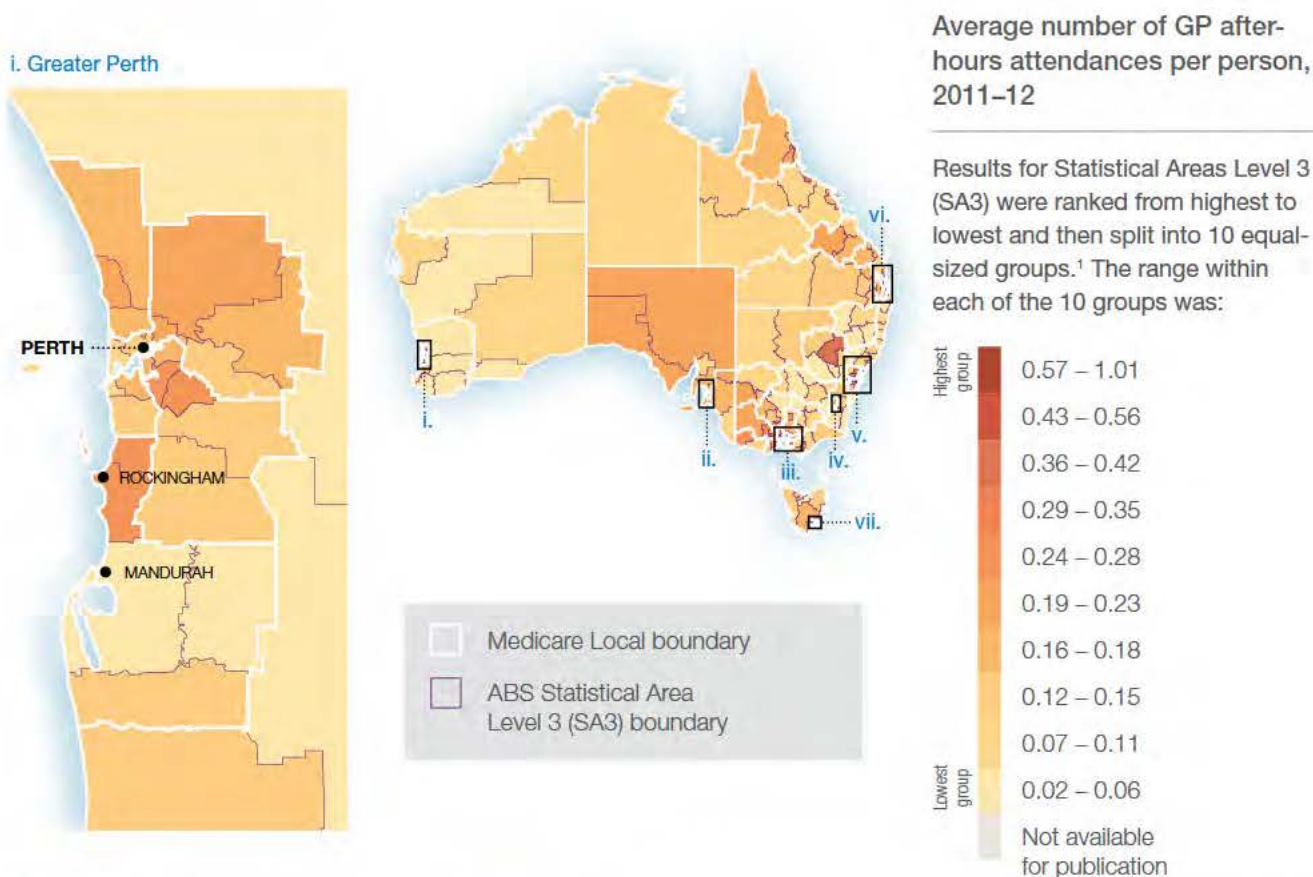 i. Greater Perth
PERTH
ROCKINGHAM
MANDURAH
i.
ii.
iii.
iv.
v.
vi.
vii.
Medicare Local boundary
ABS Statistical Area
Level 3 (SA3) boundary
Average number of GP after-
hours attendances per person,
2011–12
Results for Statistical Areas Level 3
(SA3) were ranked from highest to
lowest and then split into 10 equal-
sized groups.¹ The range within
each of the 10 groups was:
Highest
group
0.57 – 1.01
0.43 – 0.56
0.36 – 0.42
0.29 – 0.35
0.24 – 0.28
0.19 – 0.23
0.16 – 0.18
0.12 – 0.15
0.07 – 0.11
0.02 – 0.06
Lowest
group
Not available
for publication